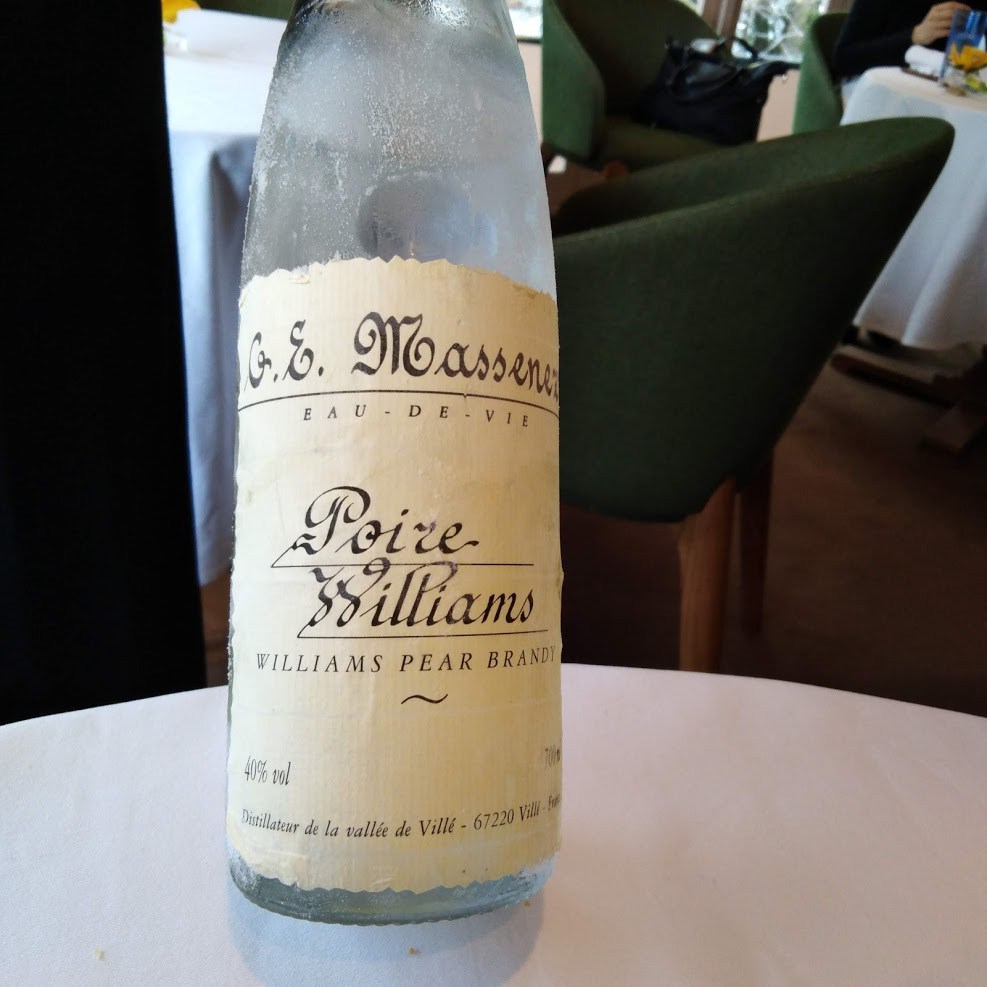 G.E. Massenez
EAU-DE-VIE
Poire
Williams
WILLIAMS PEAR BRANDY
~
40% vol
Distillateur de la vallée de Villé - 67220 Villé -